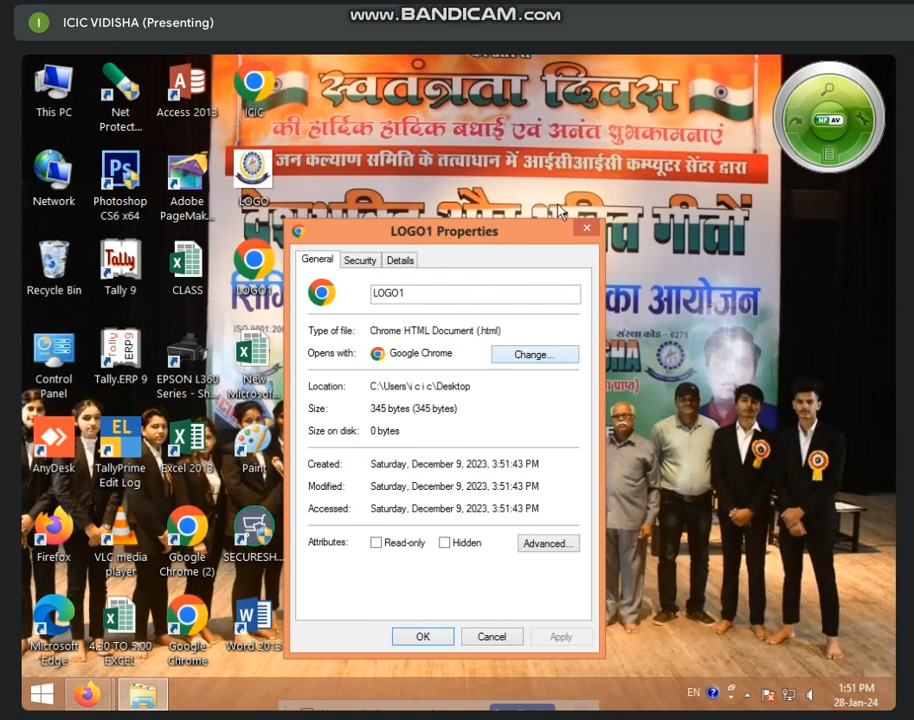 I
ICIC VIDISHA (Presenting)
WWW.BANDICAM.COM
स्वतंत्रता दिवस
की हार्दिक हादिक बधाई एवं अनंत शुभकामनाएं
जन कल्याण समिति के तत्वाधान में आईसीआईसी कम्प्यूटर सेंटर द्वारा
का आयोजन
संस्था कोड - 6275
This PC
Net
Protect...
Access 2013
ICIC
Network
Photoshop
CS6 x64
Adobe
PageMak...
LOGO
Recycle Bin
Tally 9
CLASS
LOGO1
Control
Panel
Tally.ERP 9
EPSON L360
Series - Sh...
New
Microsof...
AnyDesk
TallyPrime
Edit Log
Excel 2013
Paint
Firefox
VLC media
player
Google
Chrome (2)
SECURESH...
Microsoft
Edge
4.30 TO 5.00
EXCEL
Google
Chrome
Word 2013
LOGO1 Properties
General
Security
Details
LOGO1
Type of file: Chrome HTML Document (.html)
Opens with: Google Chrome
Change...
Location: C:\Users\i c i c\Desktop
Size: 345 bytes (345 bytes)
Size on disk: 0 bytes
Created: Saturday, December 9, 2023, 3:51:43 PM
Modified: Saturday, December 9, 2023, 3:51:43 PM
Accessed: Saturday, December 9, 2023, 3:51:43 PM
Attributes: Read-only Hidden
Advanced...
OK
Cancel
Apply
NPAV
EN
1:51 PM
28-Jan-24